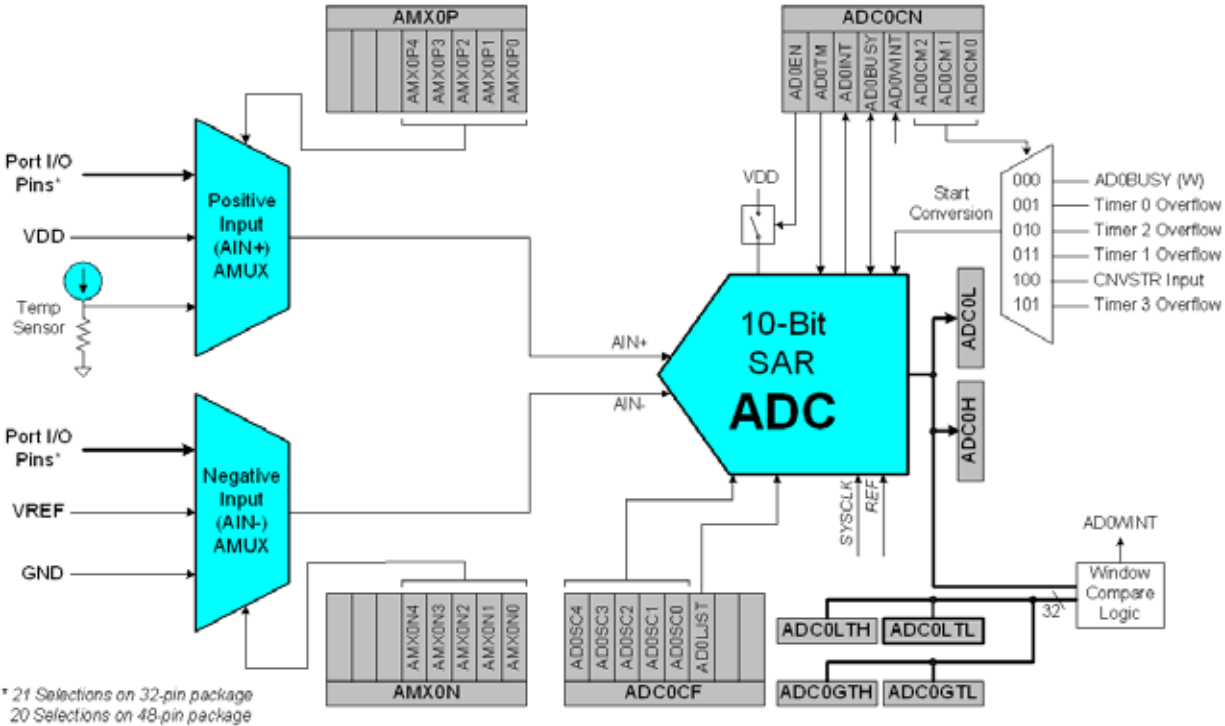 AMX0P
AMX0P4
AMX0P3
AMX0P2
AMX0P1
AMX0P0
ADC0CN
AD0EN
AD0TM
AD0INT
AD0BUSY
AD0WINT
AD0CM2
AD0CM1
AD0CM0
Port I/O
Pins*
VDD
Temp
Sensor
Positive
Input
(AIN+)
AMUX
VDD
Start
Conversion
000
001
010
011
100
101
AD0BUSY (W)
Timer 0 Overflow
Timer 2 Overflow
Timer 1 Overflow
CNVSTR Input
Timer 3 Overflow
AIN+
AIN-
10-Bit
SAR
ADC
ADC0L
ADC0H
Port I/O
Pins*
VREF
GND
Negative
Input
(AIN-)
AMUX
SYSCLK
REF
AD0WINT
Window
Compare
Logic
32
AMX0N4
AMX0N3
AMX0N2
AMX0N1
AMX0N0
AMX0N
AD0SC4
AD0SC3
AD0SC2
AD0SC1
AD0SC0
AD0LJST
ADC0CF
ADC0LTH
ADC0LTL
ADC0GTH
ADC0GTL
* 21 Selections on 32-pin package
20 Selections on 48-pin package